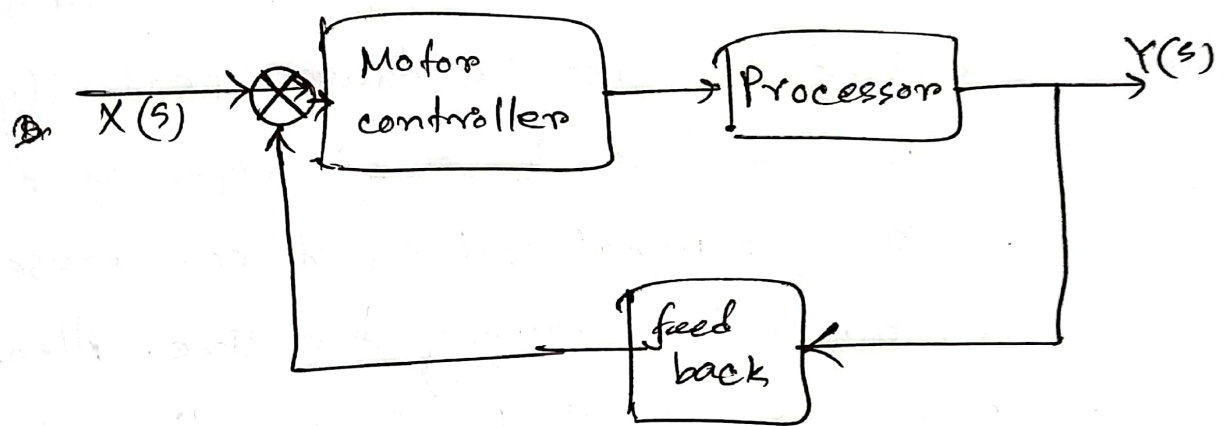 X(s)
Motor
controller
Processor
Y(s)
feed
back